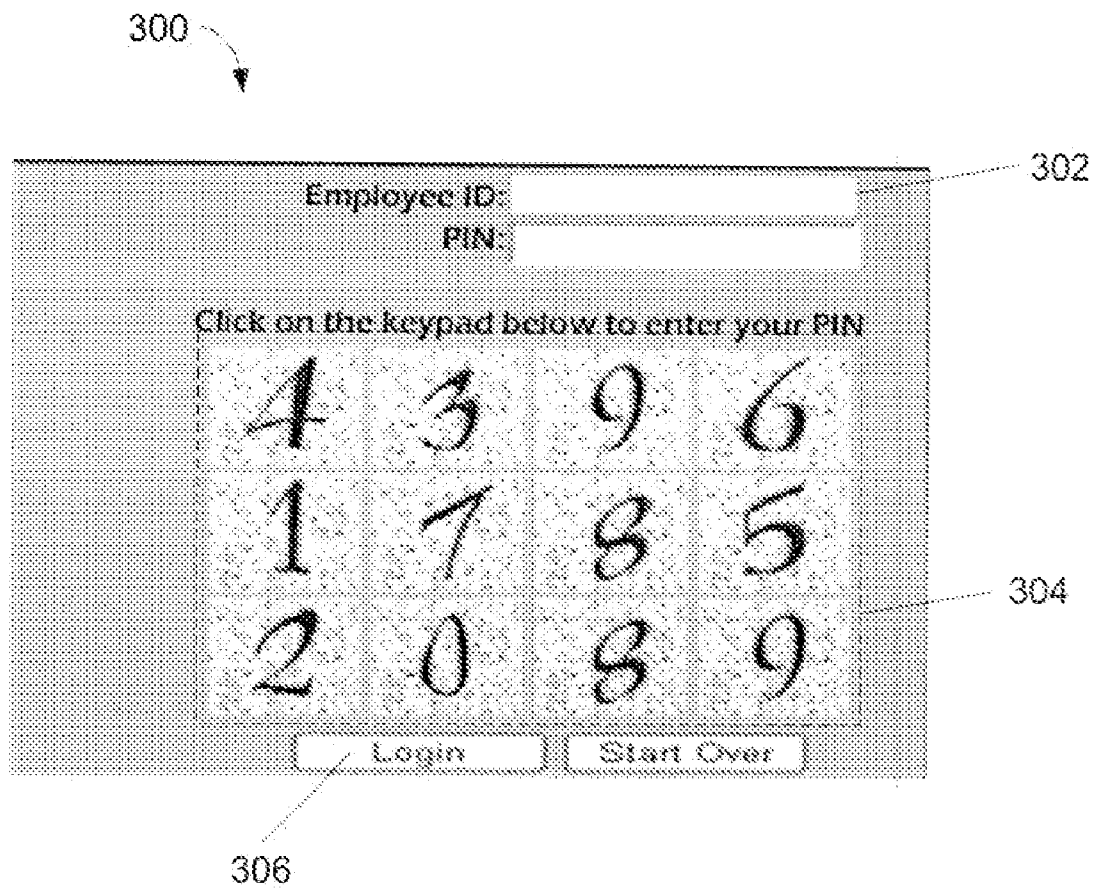 300
302
Employee ID:
PIN:
Click on the keypad below to enter your PIN
4 3 9 6
1 7 8 5
304
2 0 8 9
Login Start Over
306